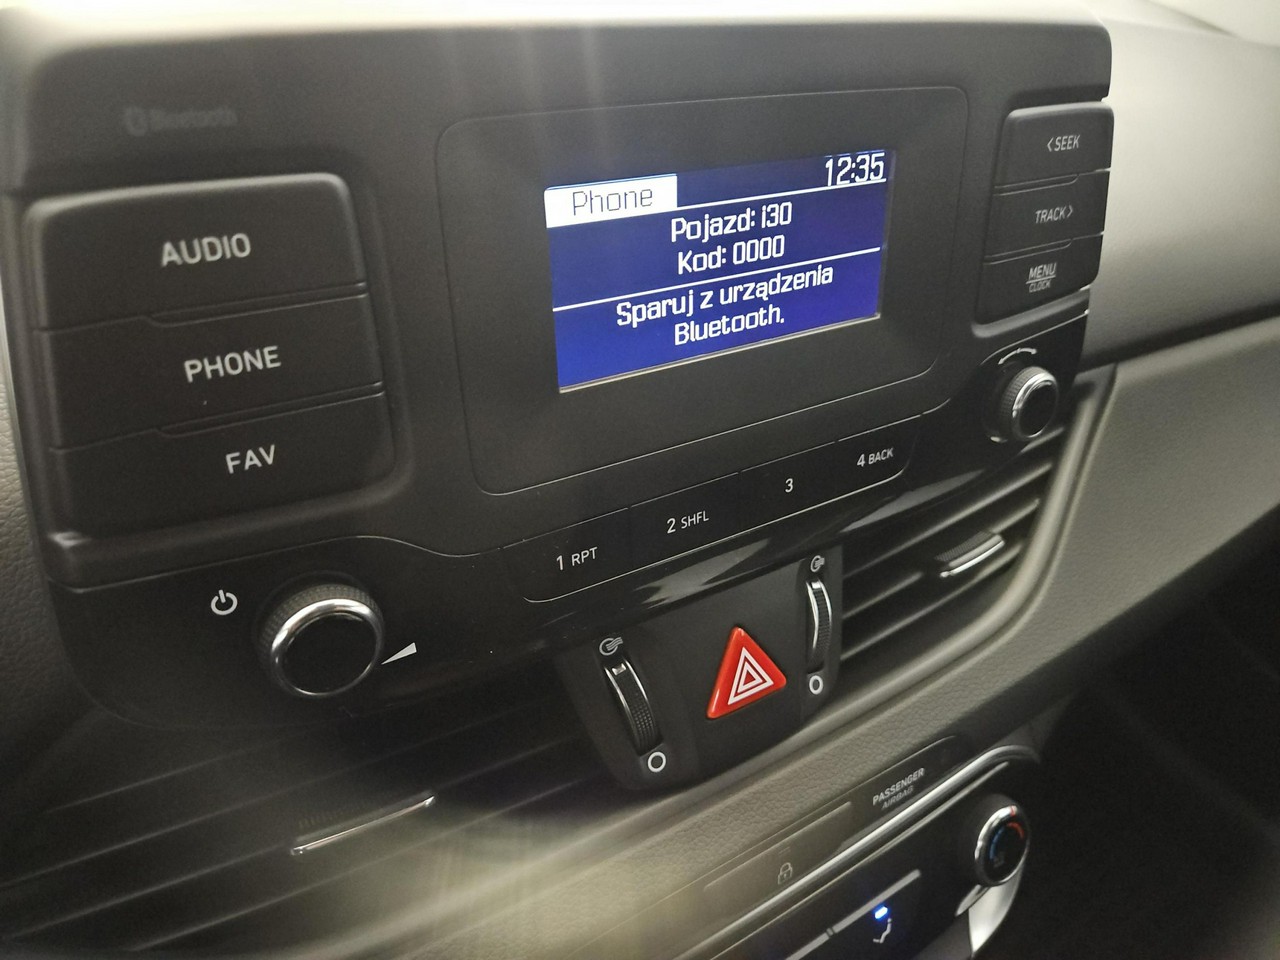 Bluetooth
AUDIO
PHONE
FAV
Phone
12:35
Pojazd: i30
Kod: 0000
Sparuj z urządzenia
Bluetooth.
<SEEK
TRACK>
MENU
CLOCK
1 RPT
2 SHFL
3
4 BACK
PASSENGER
AIRBAG